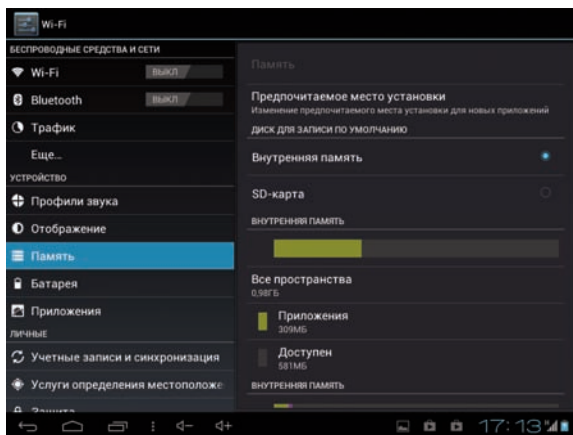 Wi-Fi
БЕСПРОВОДНЫЕ СРЕДСТВА И СЕТИ
Wi-Fi
ВЫКЛ
Bluetooth
ВЫКЛ
Трафик
Еще...
УСТРОЙСТВО
Профили звука
Отображение
Память
Батарея
Приложения
ЛИЧНЫЕ
Учетные записи и синхронизация
Услуги определения местоположе
Защита
Память
Предпочитаемое место установки
Изменение предпочитаемого места установки для новых приложений
ДИСК ДЛЯ ЗАПИСИ ПО УМОЛЧАНИЮ
Внутренняя память
SD-карта
ВНУТРЕННЯЯ ПАМЯТЬ
Все пространства
0,98ГБ
Приложения
309МБ
Доступен
581МБ
ВНУТРЕННЯЯ ПАМЯТЬ
17:13